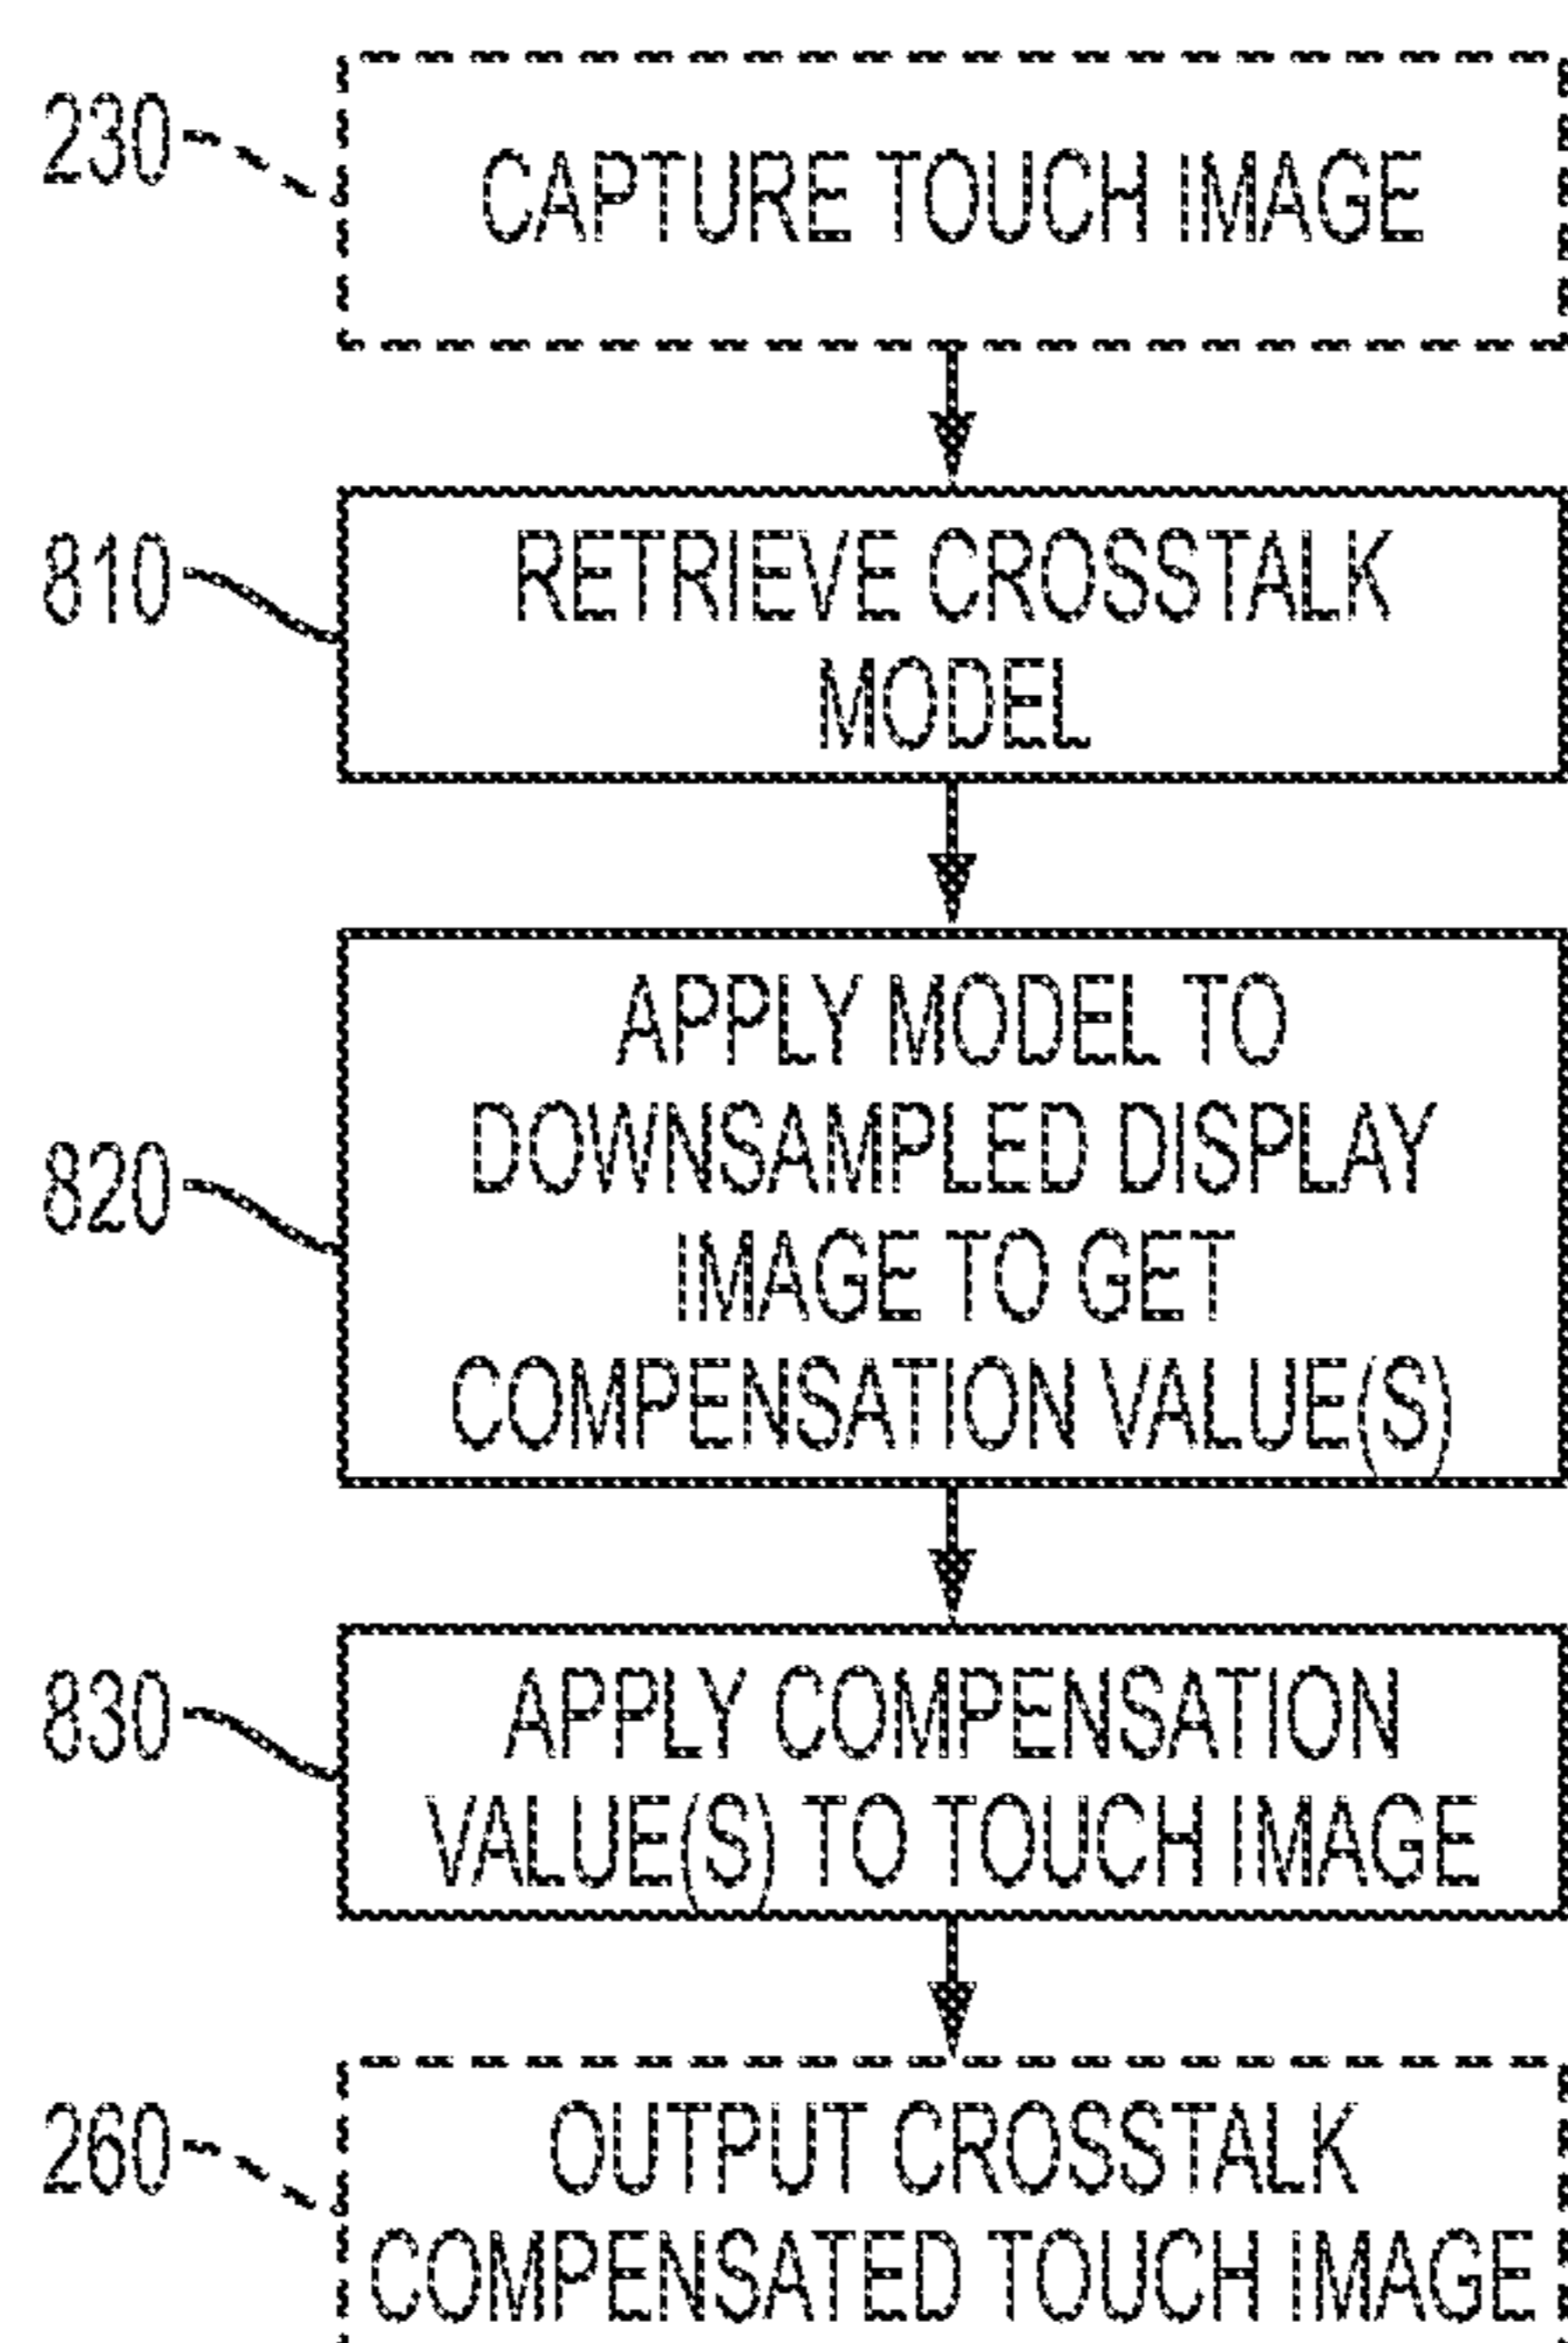 230
CAPTURE TOUCH IMAGE
810
RETRIEVE CROSSTALK
MODEL
820
APPLY MODEL TO
DOWNSAMPLED DISPLAY
IMAGE TO GET
COMPENSATION VALUE(S)
830
APPLY COMPENSATION
VALUE(S) TO TOUCH IMAGE
260
OUTPUT CROSSTALK
COMPENSATED TOUCH IMAGE